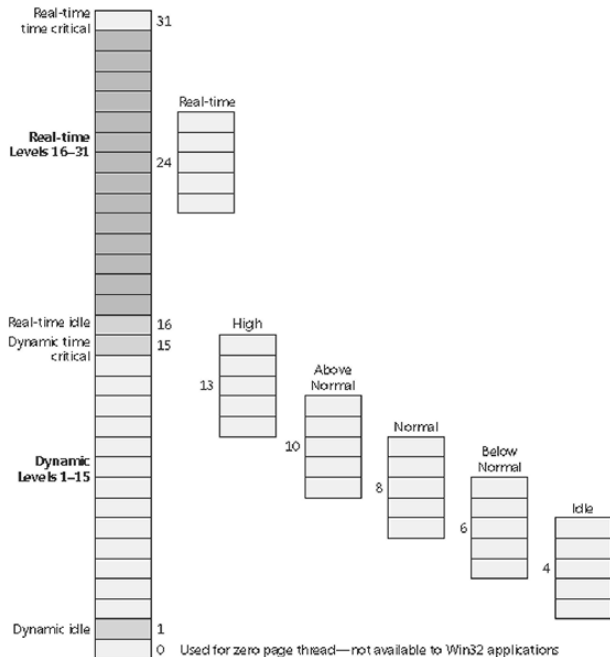 Real-time
time critical
31
Real-time
Real-time
Levels 16–31
24
Real-time idle
16
High
Dynamic time
critical
15
Above
Normal
13
Normal
10
Below
Normal
Dynamic
Levels 1–15
8
Idle
6
4
Dynamic idle
1
0 Used for zero page thread—not available to Win32 applications